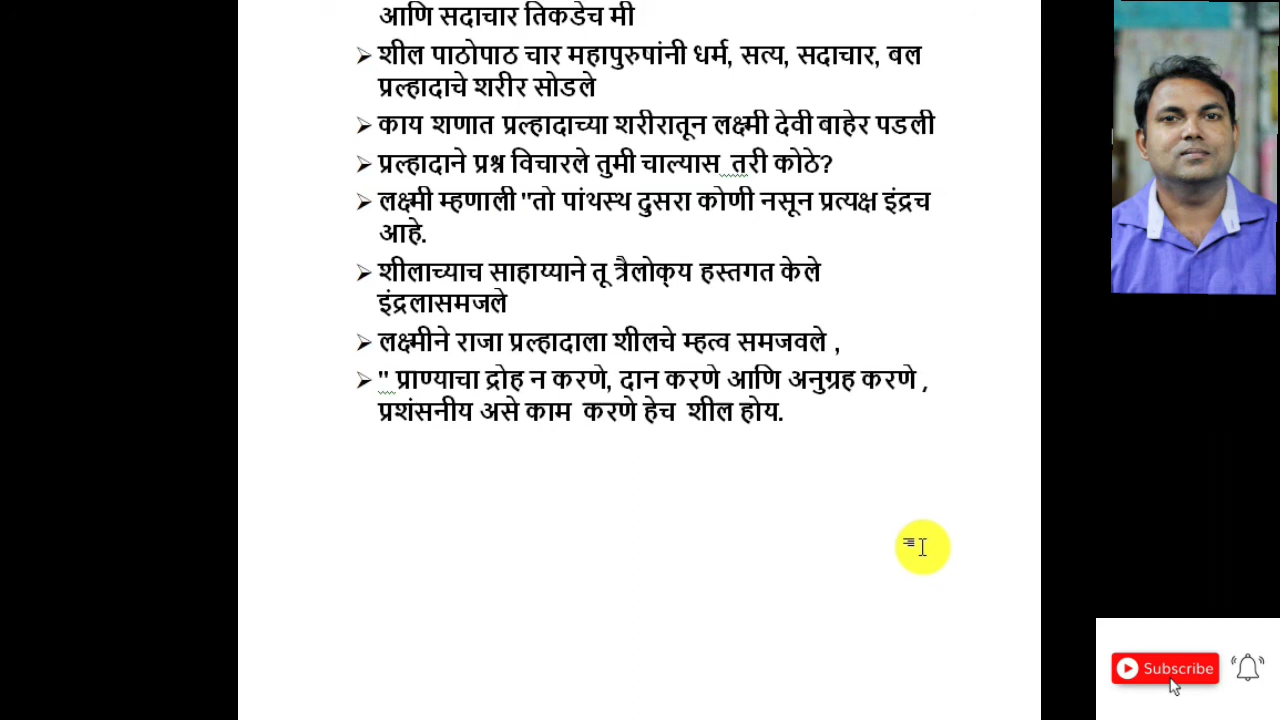 आणि सदाचार तिकडेच मी
➢ शील पाठोपाठ चार महापुरुपांनी धर्म, सत्य, सदाचार, बल
प्रल्हादाचे शरीर सोडले
➢ काय शणात प्रल्हादाच्या शरीरातून लक्ष्मी देवी बाहेर पडली
➢ प्रल्हादाने प्रश्न विचारले तुमी चाल्यास तरी कोठे?
➢ लक्ष्मी म्हणाली "तो पांथस्थ दुसरा कोणी नसून प्रत्यक्ष इंद्रच
आहे.
➢ शीलाच्याच साहाय्याने तू त्रैलोक्‌य हस्तगत केले
इंद्रलासमजले
➢ लक्ष्मीने राजा प्रल्हादाला शीलचे म्हत्व समजवले ,
➢ " प्राण्याचा द्रोह न करणे, दान करणे आणि अनुग्रह करणे ,
प्रशंसनीय असे काम करणे हेच शील होय.
Subscribe